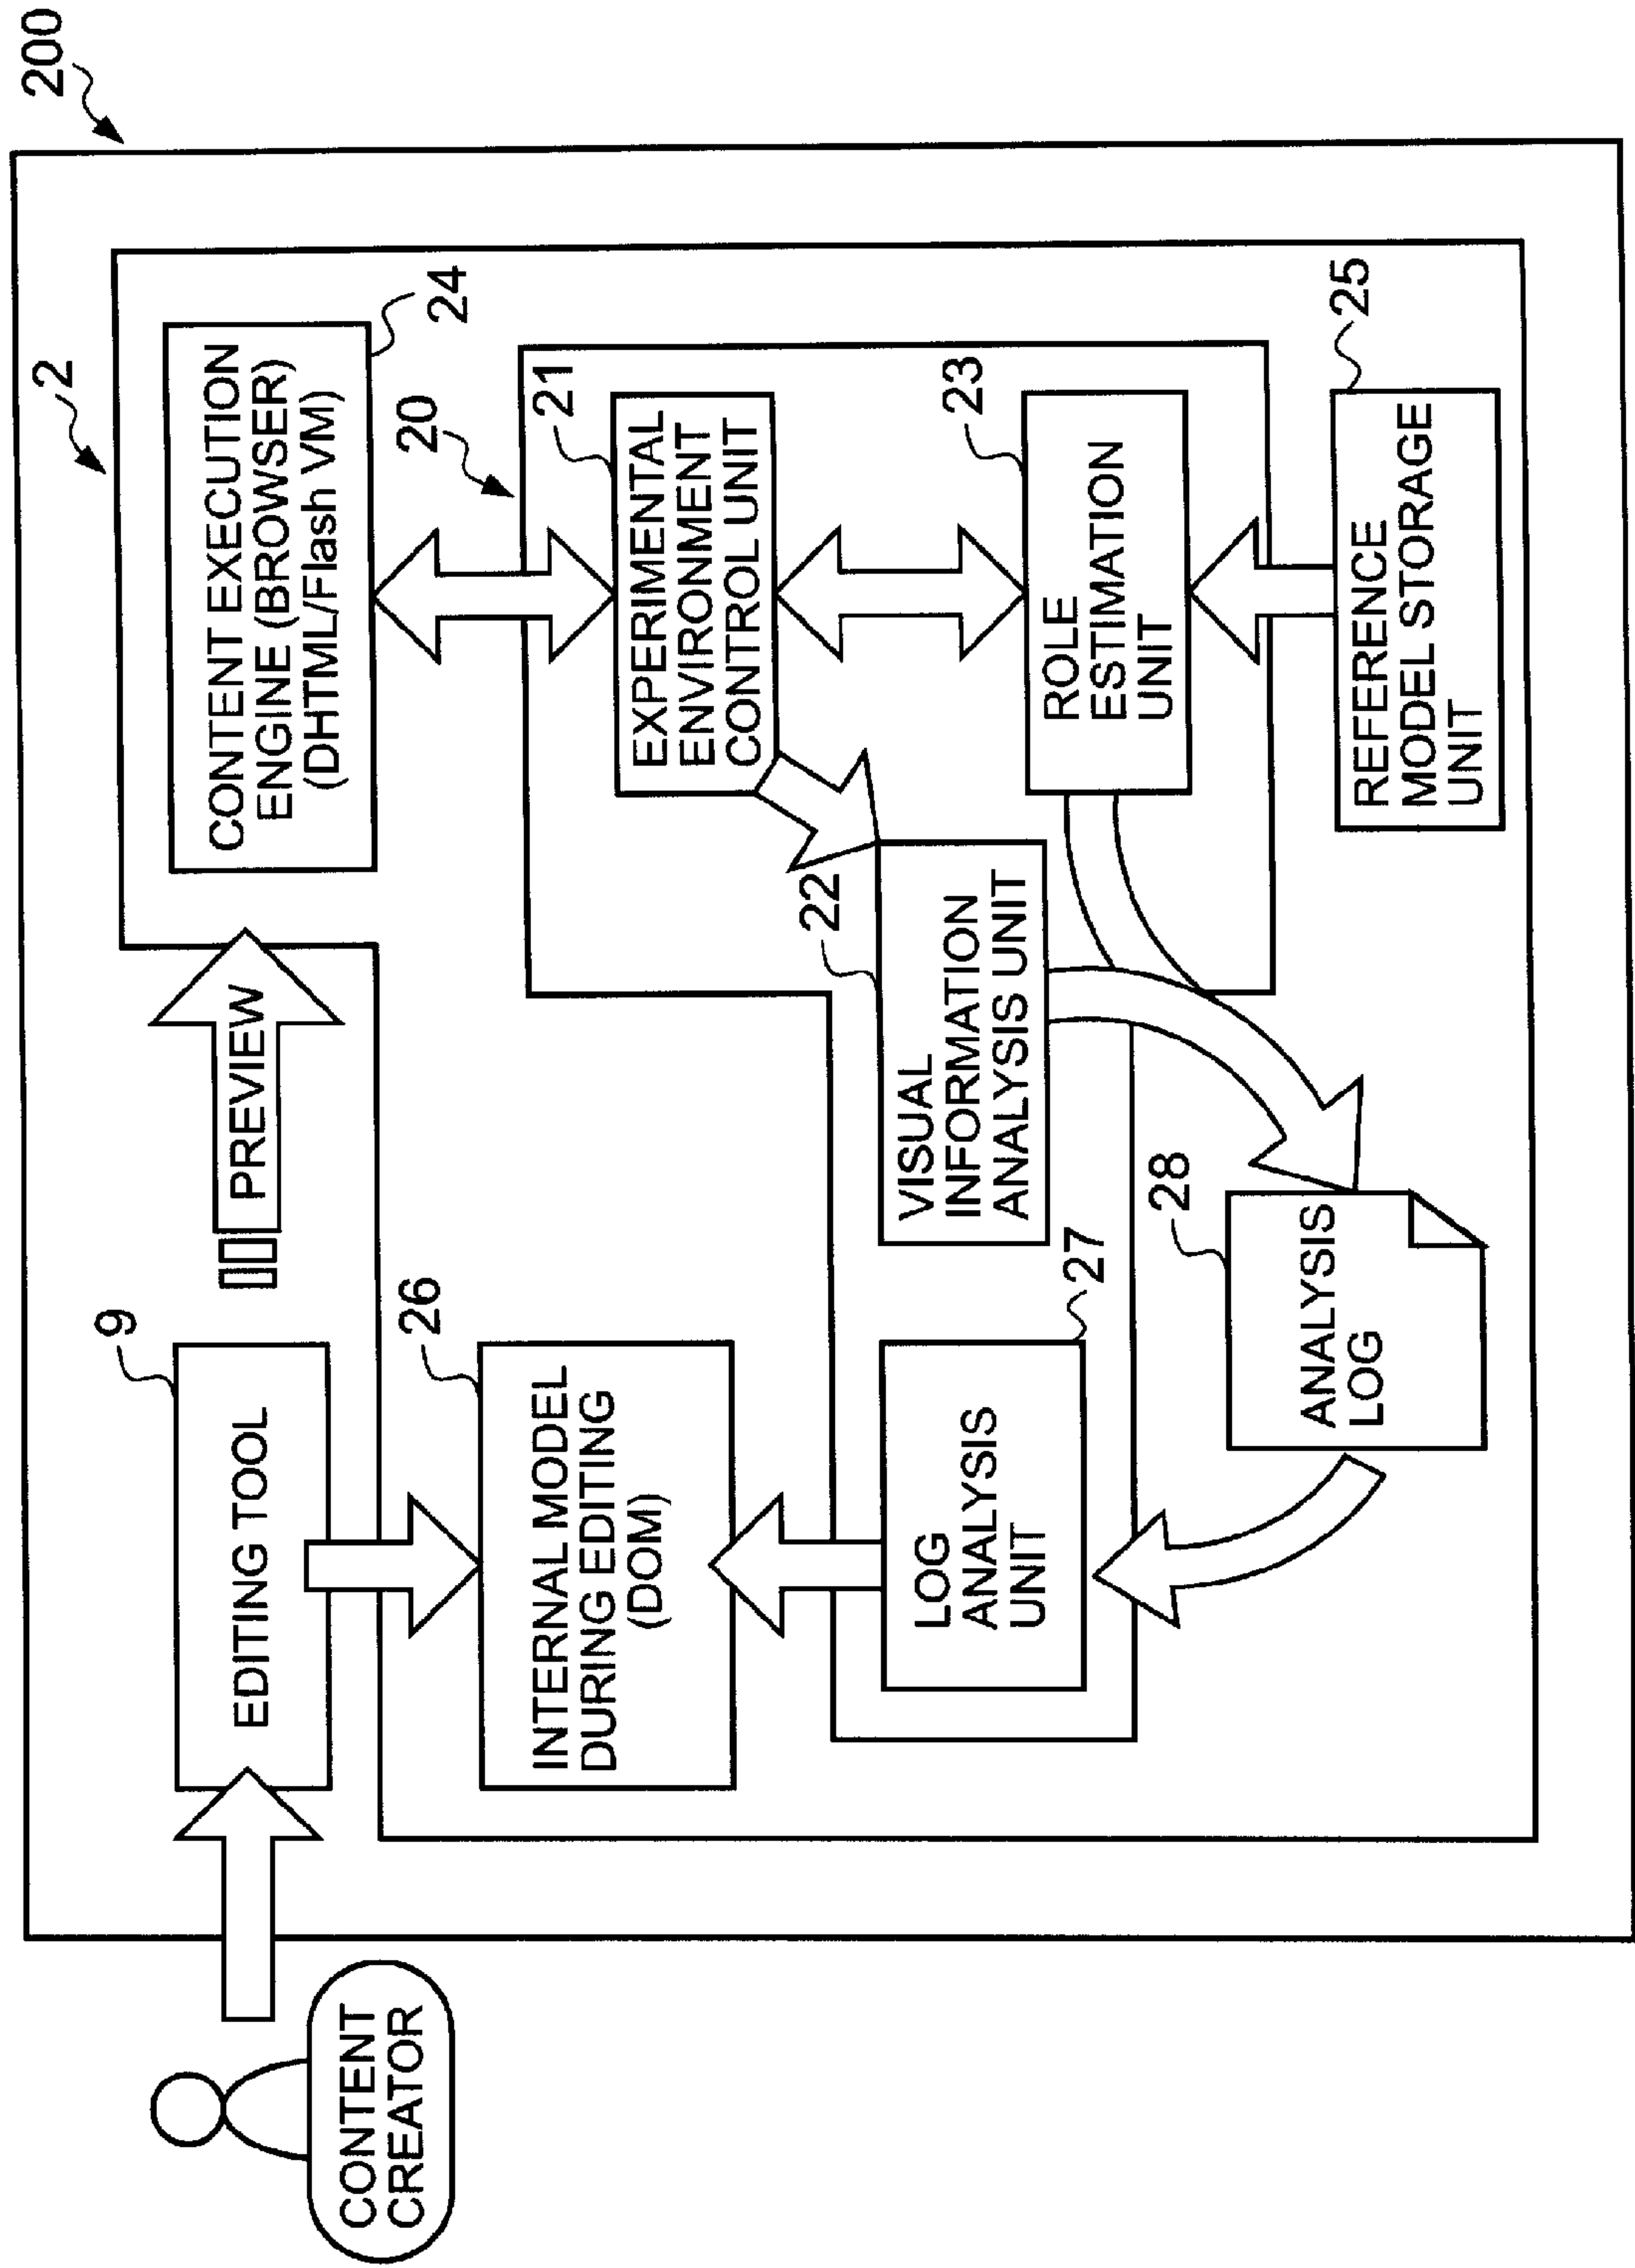 200
2
CONTENT
CREATOR
9
EDITING TOOL
PREVIEW
CONTENT EXECUTION
ENGINE (BROWSER)
(DHTML/Flash VM)
24
26
INTERNAL MODEL
DURING EDITING
(DOM)
20
21
EXPERIMENTAL
ENVIRONMENT
CONTROL UNIT
22
VISUAL
INFORMATION
ANALYSIS UNIT
23
ROLE
ESTIMATION
UNIT
27
LOG
ANALYSIS
UNIT
28
ANALYSIS
LOG
25
REFERENCE
MODEL STORAGE
UNIT